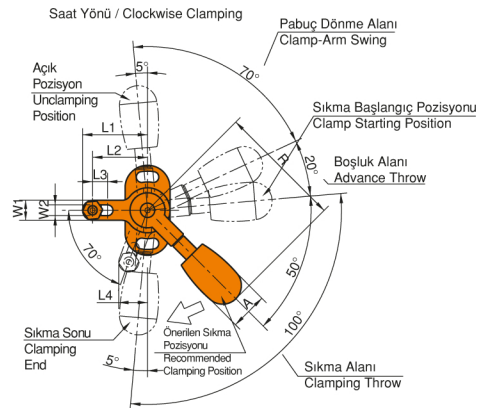 Saat Yönü / Clockwise Clamping
Pabuç Dönme Alanı
Clamp-Arm Swing
Açık
Pozisyon
Unclamping
Position
5°
70°
Sıkma Başlangıç Pozisyonu
Clamp Starting Position
L1
L2
L3
R
20°
Boşluk Alanı
Advance Throw
W1
W2
70°
50°
100°
L4
A
Sıkma Sonu
Clamping
End
Önerilen Sıkma
Pozisyonu
Recommended
Clamping Position
5°
Sıkma Alanı
Clamping Throw